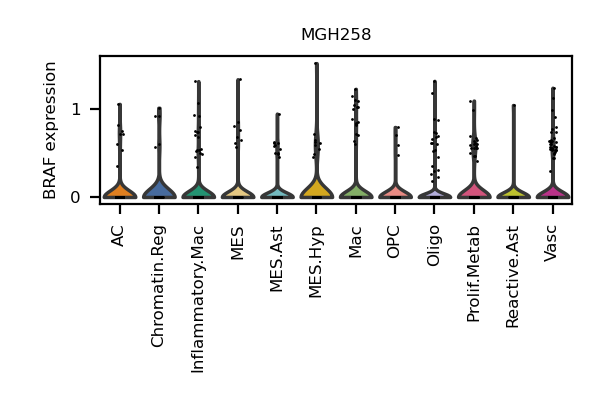 MGH258
BRAF expression
1
0
AC
Chromatin.Reg
Inflammatory.Mac
MES
MES.Ast
MES.Hyp
Mac
OPC
Oligo
Prolif.Metab
Reactive.Ast
Vasc